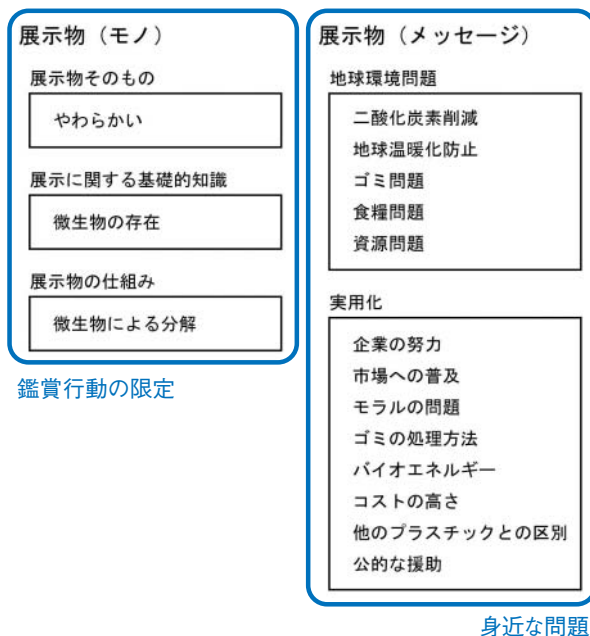 展示物（モノ）
展示物そのもの
やわらかい
展示に関する基礎的知識
微生物の存在
展示物の仕組み
微生物による分解
鑑賞行動の限定
展示物（メッセージ）
地球環境問題
二酸化炭素削減
地球温暖化防止
ゴミ問題
食糧問題
資源問題
実用化
企業の努力
市場への普及
モラルの問題
ゴミの処理方法
バイオエネルギー
コストの高さ
他のプラスチックとの区別
公的な援助
身近な問題